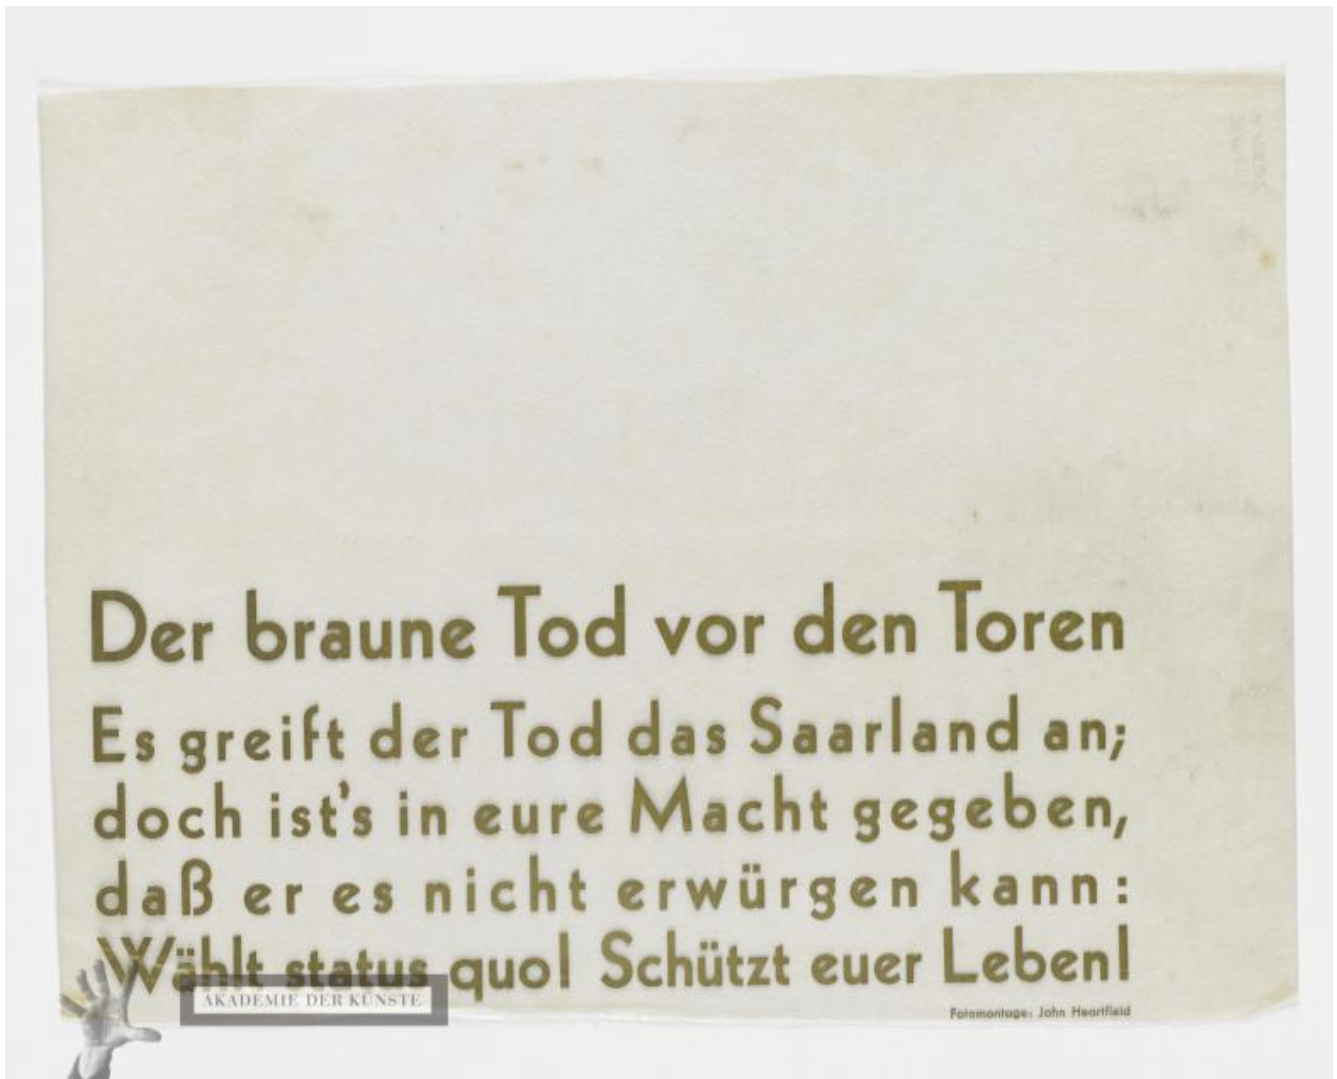 Der braune Tod vor den Toren
Es greift der Tod das Saarland an;
doch ist's in eure Macht gegeben,
daß er es nicht erwürgen kann:
Wählt status quo! Schützt euer Leben!
AKADEMIE DER KÜNSTE
Fotomontage: John Heartfield